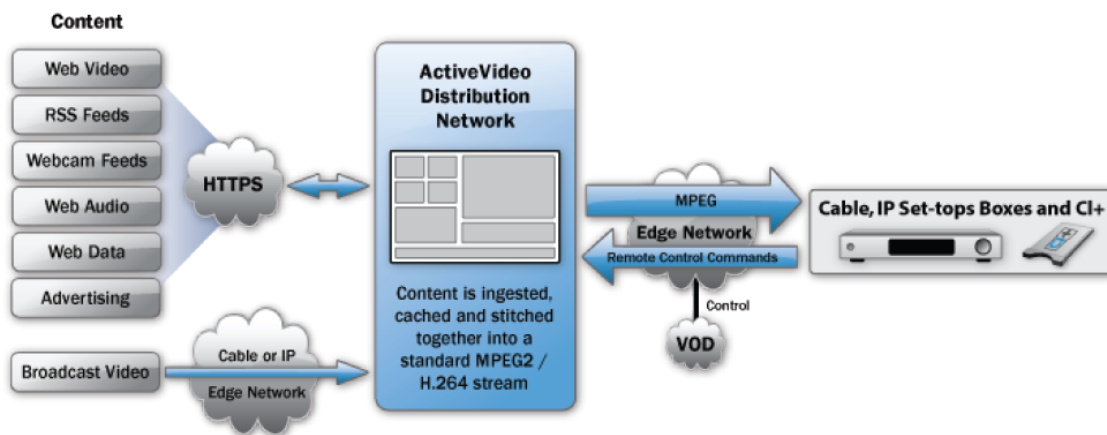 Content
Web Video
RSS Feeds
Webcam Feeds
Web Audio
Web Data
Advertising
Broadcast Video
HTTPS
Cable or IP
Edge Network
ActiveVideo
Distribution
Network
Content is ingested,
cached and stitched
together into a
standard MPEG2 /
H.264 stream
MPEG
Edge Network
Remote Control Commands
Control
VOD
Cable, IP Set-tops Boxes and CI+